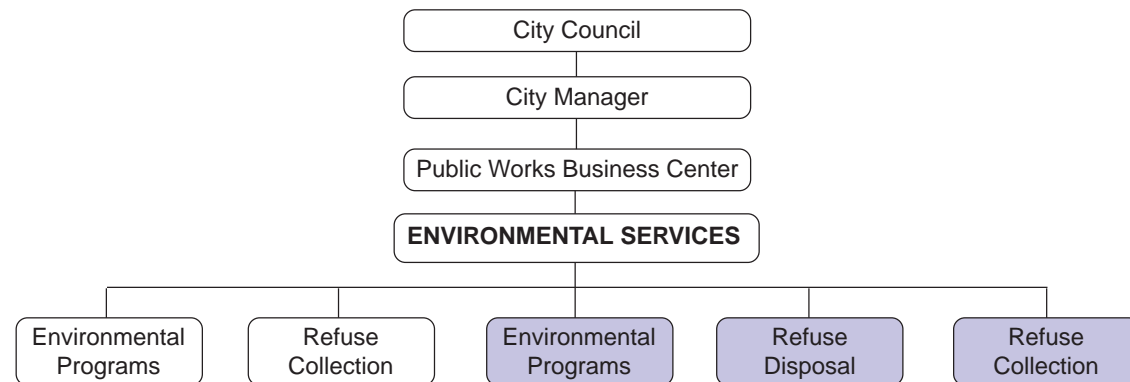 City Council
City Manager
Public Works Business Center
ENVIRONMENTAL SERVICES
Environmental
Programs
Refuse
Collection
Environmental
Programs
Refuse
Disposal
Refuse
Collection